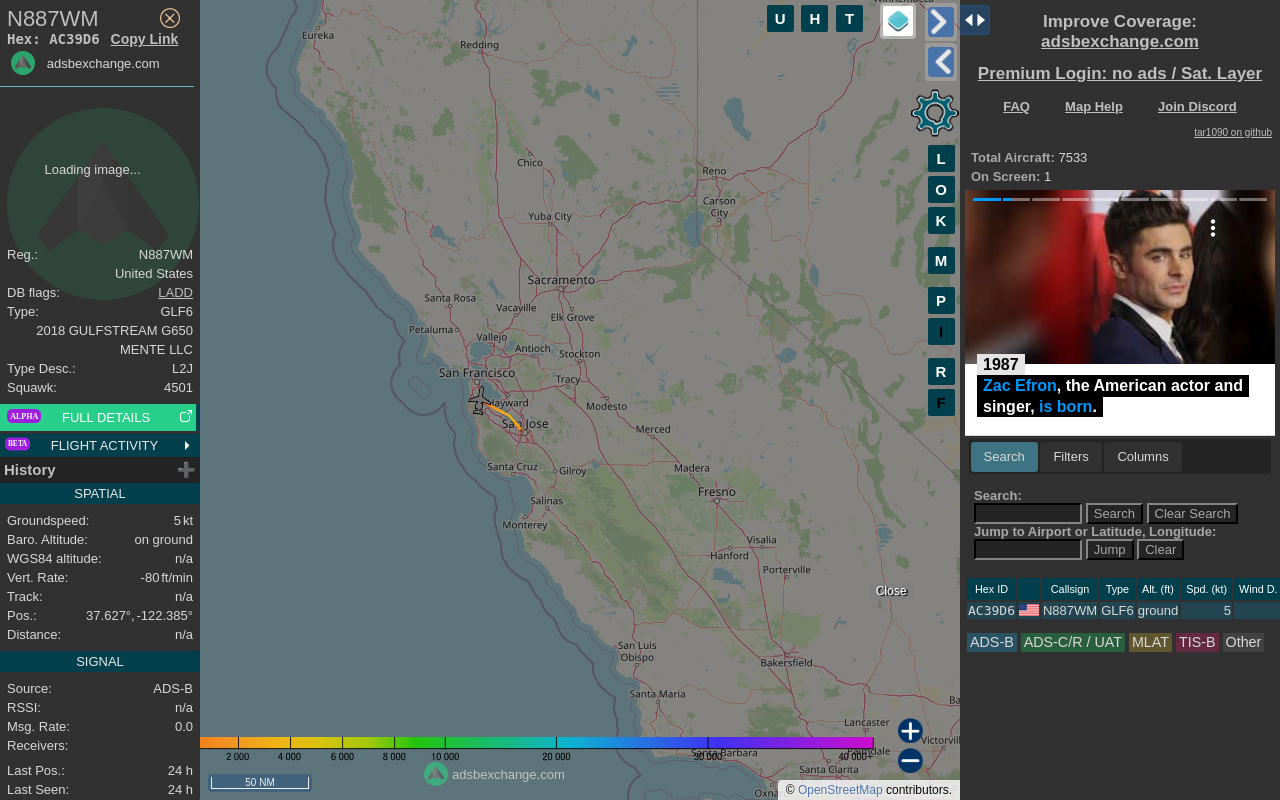 N887WM
Hex: AC39D6 Copy Link
adsbexchange.com
Loading image...
Reg.: N887WM
United States
DB flags: LADD
Type: GLF6
2018 GULFSTREAM G650
MENTE LLC
Type Desc.: L2J
Squawk: 4501
ALPHA FULL DETAILS
BETA FLIGHT ACTIVITY
History
SPATIAL
Groundspeed: 5 kt
Baro. Altitude: on ground
WGS84 altitude: n/a
Vert. Rate: -80 ft/min
Track: n/a
Pos.: 37.627°, -122.385°
Distance: n/a
SIGNAL
Source: ADS-B
RSSI: n/a
Msg. Rate: 0.0
Receivers:
Last Pos.: 24 h
Last Seen: 24 h
U H T
L
O
K
M
P
I
R
F
Eureka
Redding
Chico
Reno
Carson
City
Yuba City
Sacramento
Santa Rosa
Vacaville
Elk Grove
Petaluma
Vallejo
Antioch
Stockton
San Francisco
Tracy
Hayward
Modesto
San Jose
Merced
Santa Cruz
Gilroy
Madera
Fresno
Salinas
Monterey
Visalia
Hanford
Porterville
Close
San Luis
Obispo
Bakersfield
Santa Maria
Lancaster
Santa Barbara
Santa Clarita
2 000 4 000 6 000 8 000 10 000 20 000 30 000 40 000+
50 NM
adsbexchange.com
© OpenStreetMap contributors.
Improve Coverage:
adsbexchange.com
Premium Login: no ads / Sat. Layer
FAQ Map Help Join Discord
tar1090 on github
Total Aircraft: 7533
On Screen: 1
1987
Zac Efron, the American actor and
singer, is born.
Search Filters Columns
Search:
Search Clear Search
Jump to Airport or Latitude, Longitude:
Jump Clear
Hex ID Callsign Type Alt. (ft) Spd. (kt) Wind D.
AC39D6 N887WM GLF6 ground 5
ADS-B ADS-C/R / UAT MLAT TIS-B Other